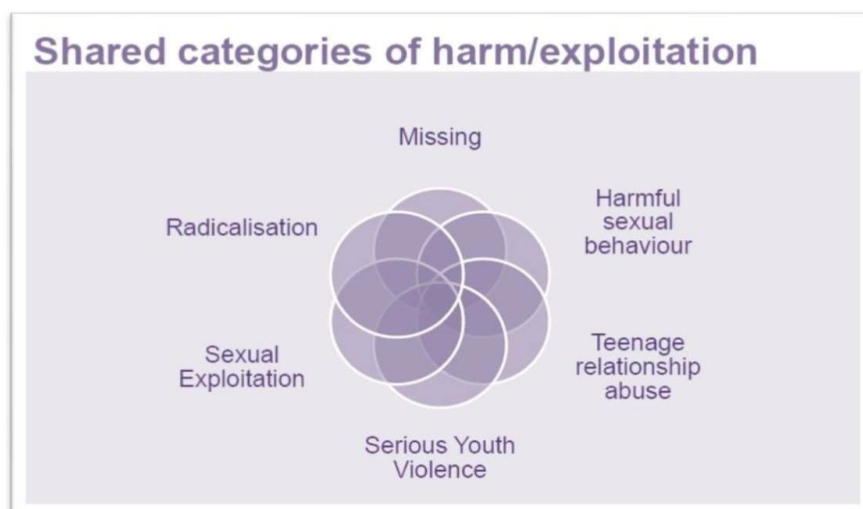 Shared categories of harm/exploitation
Missing
Harmful
sexual
behaviour
Radicalisation
Teenage
relationship
abuse
Sexual
Exploitation
Serious Youth
Violence